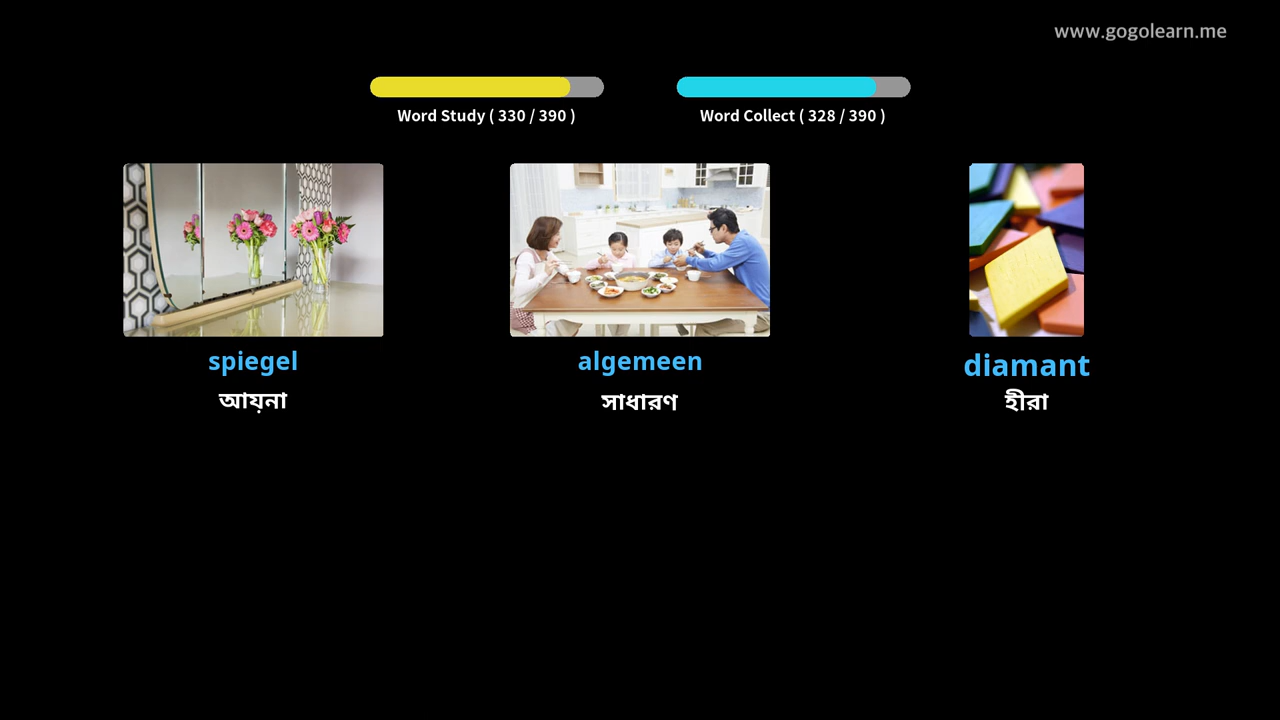 www.gogolearn.me
Word Study ( 330 / 390 )
Word Collect ( 328 / 390 )
spiegel
আয়না
algemeen
সাধারণ
diamant
হীরা